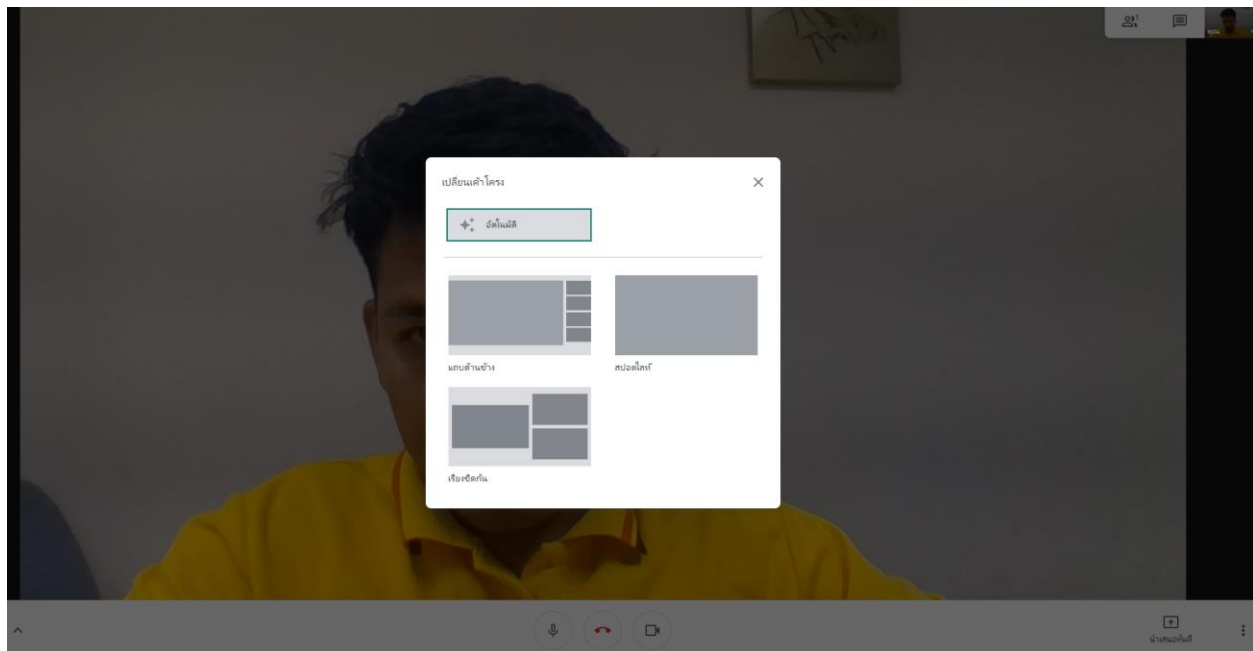 1
เปลี่ยนเค้าโครง
อัตโนมัติ
แถบด้านข้าง
สปอตไลท์
เรียงชิดกัน
นำเสนอทันที